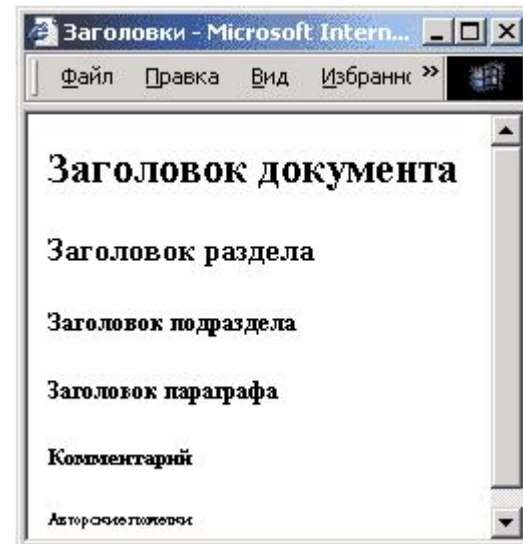 Заголовки - Microsoft Intern...
Файл Правка Вид Избранн »
Заголовок документа
Заголовок раздела
Заголовок подраздела
Заголовок параграфа
Комментарий